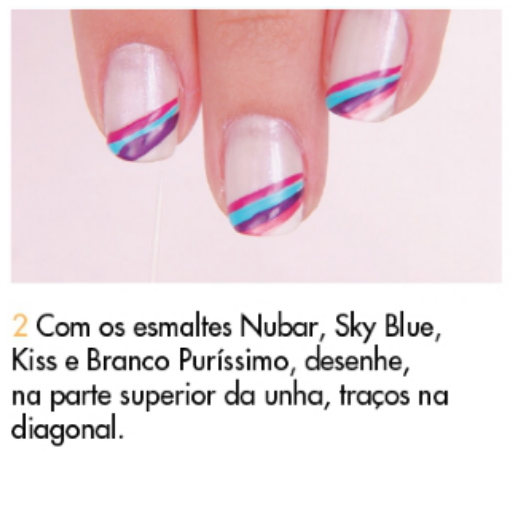 2 Com os esmaltes Nubar, Sky Blue,
Kiss e Branco Puríssimo, desenhe,
na parte superior da unha, traços na
diagonal.